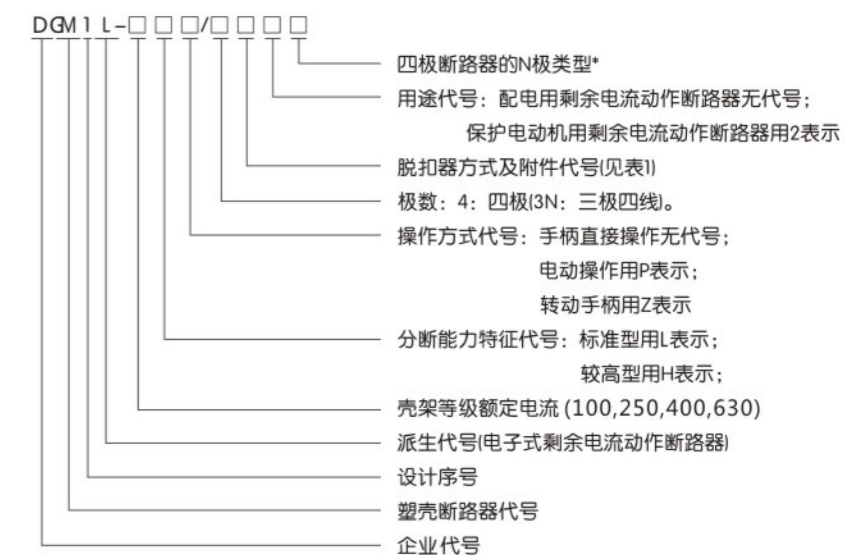 DGM1L-□□□/□□□□
四极断路器的N极类型*
用途代号：配电用剩余电流动作断路器无代号；
保护电动机用剩余电流动作断路器用2表示
脱扣器方式及附件代号(见表1)
极数：4：四极(3N：三极四线)。
操作方式代号：手柄直接操作无代号；
电动操作用P表示；
转动手柄用Z表示
分断能力特征代号：标准型用L表示；
较高型用H表示；
壳架等级额定电流 (100,250,400,630)
派生代号(电子式剩余电流动作断路器)
设计序号
塑壳断路器代号
企业代号